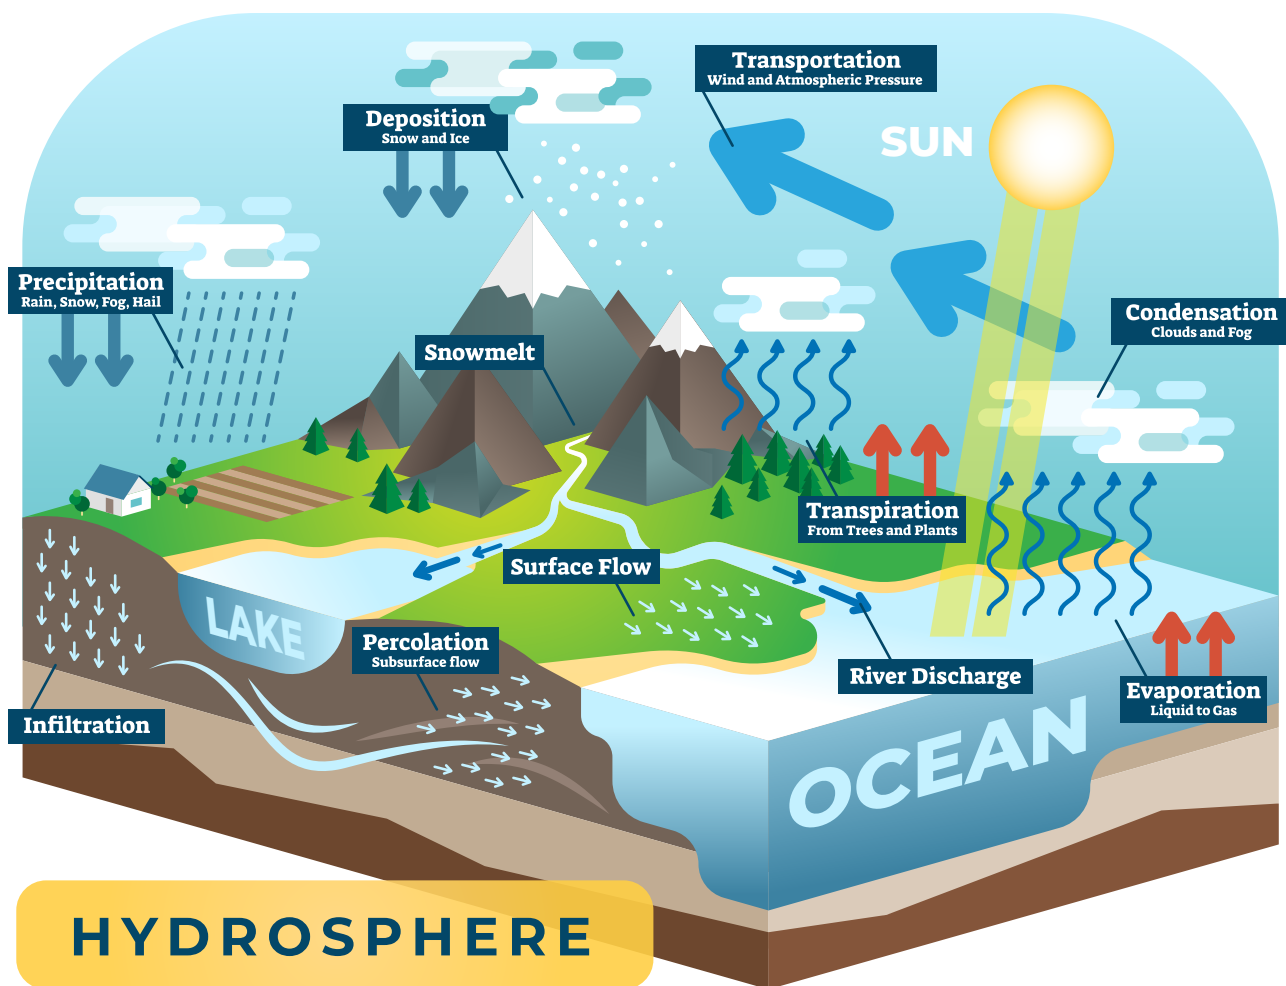 Transportation
Wind and Atmospheric Pressure
Deposition
Snow and Ice
SUN
Precipitation
Rain, Snow, Fog, Hail
Condensation
Clouds and Fog
Snowmelt
Transpiration
From Trees and Plants
Surface Flow
LAKE
Percolation
Subsurface flow
River Discharge
Evaporation
Liquid to Gas
Infiltration
OCEAN
HYDROSPHERE